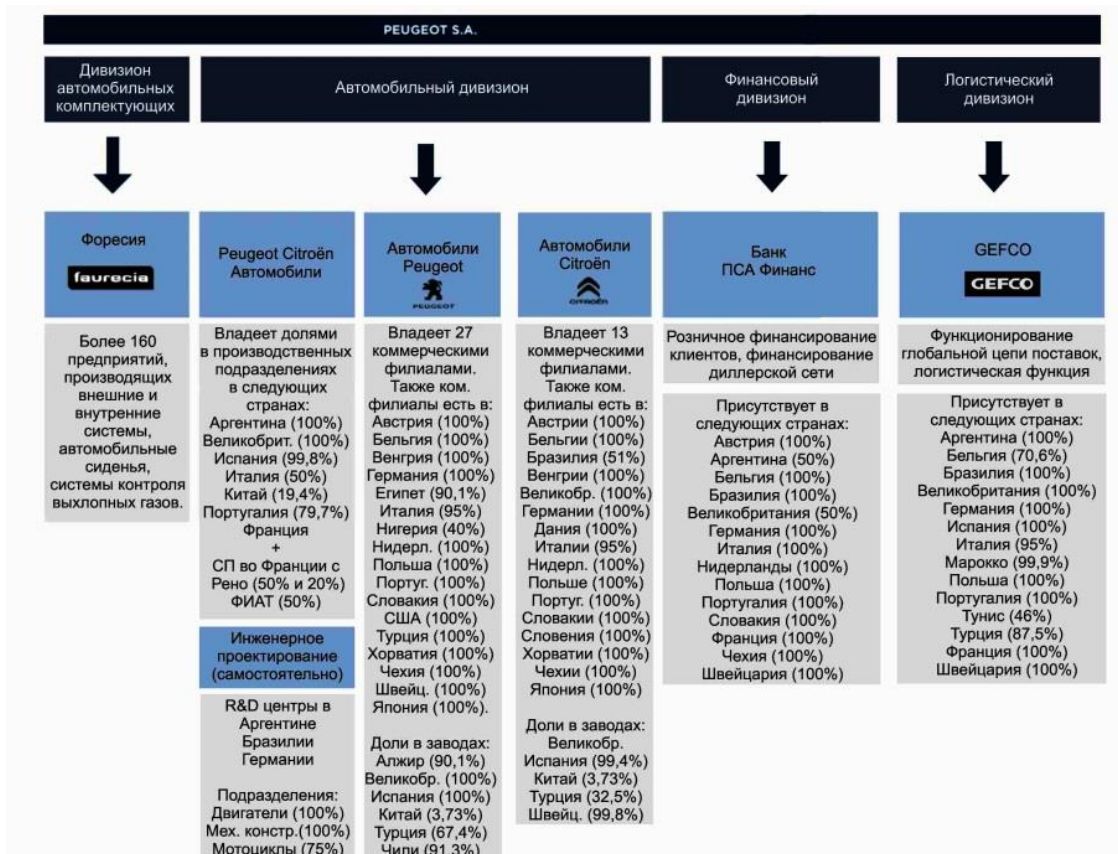 PEUGEOT S.A.
Дивизион
автомобильных
комплектующих
Автомобильный дивизион
Финансовый
дивизион
Логистический
дивизион
Форесия
faurecia
Более 160
предприятий,
производящих
внешние и
внутренние
системы,
автомобильные
сиденья,
системы контроля
выхлопных газов.
Peugeot Citroën
Автомобили
Владеет долями
в производственных
подразделениях
в следующих
странах:
Аргентина (100%)
Великобрит. (100%)
Испания (99,8%)
Италия (50%)
Китай (19,4%)
Португалия (79,7%)
Франция
+
СП во Франции с
Рено (50% и 20%)
ФИАТ (50%)
Инженерное
проектирование
(самостоятельно)
R&D центры в
Аргентине
Бразилии
Германии
Подразделения:
Двигатели (100%)
Мех. констр.(100%)
Мотоциклы (75%)
Автомобили
Peugeot
PEUGEOT
Владеет 27
коммерческими
филиалами.
Также ком.
филиалы есть в:
Австрия (100%)
Бельгия (100%)
Венгрия (100%)
Германия (100%)
Египет (90,1%)
Италия (95%)
Нигерия (40%)
Нидерл. (100%)
Польша (100%)
Португ. (100%)
Словакия (100%)
США (100%)
Турция (100%)
Хорватия (100%)
Чехия (100%)
Швейц. (100%)
Япония (100%).
Доли в заводах:
Алжир (90,1%)
Великобр. (100%)
Испания (100%)
Китай (3,73%)
Турция (67,4%)
Чили (91,3%)
Автомобили
Citroën
CITROËN
Владеет 13
коммерческими
филиалами.
Также ком.
филиалы есть в:
Австрии (100%)
Бельгии (100%)
Бразилия (51%)
Венгрии (100%)
Великобр. (100%)
Германии (100%)
Дания (100%)
Италии (95%)
Нидерл. (100%)
Польше (100%)
Португ. (100%)
Словакии (100%)
Словения (100%)
Хорватии (100%)
Чехии (100%)
Япония (100%)
Доли в заводах:
Великобр.
Испания (99,4%)
Китай (3,73%)
Турция (32,5%)
Швейц. (99,8%)
Банк
ПСА Финанс
Розничное финансирование
клиентов, финансирование
диллерской сети
Присутствует в
следующих странах:
Австрия (100%)
Аргентина (50%)
Бельгия (100%)
Бразилия (100%)
Великобритания (50%)
Германия (100%)
Италия (100%)
Нидерланды (100%)
Польша (100%)
Португалия (100%)
Словакия (100%)
Франция (100%)
Чехия (100%)
Швейцария (100%)
GEFCO
GEFCO
Функционирование
глобальной цепи поставок,
логистическая функция
Присутствует в
следующих странах:
Аргентина (100%)
Бельгия (70,6%)
Бразилия (100%)
Великобритания (100%)
Германия (100%)
Испания (100%)
Италия (95%)
Марокко (99,9%)
Польша (100%)
Португалия (100%)
Тунис (46%)
Турция (87,5%)
Франция (100%)
Швейцария (100%)